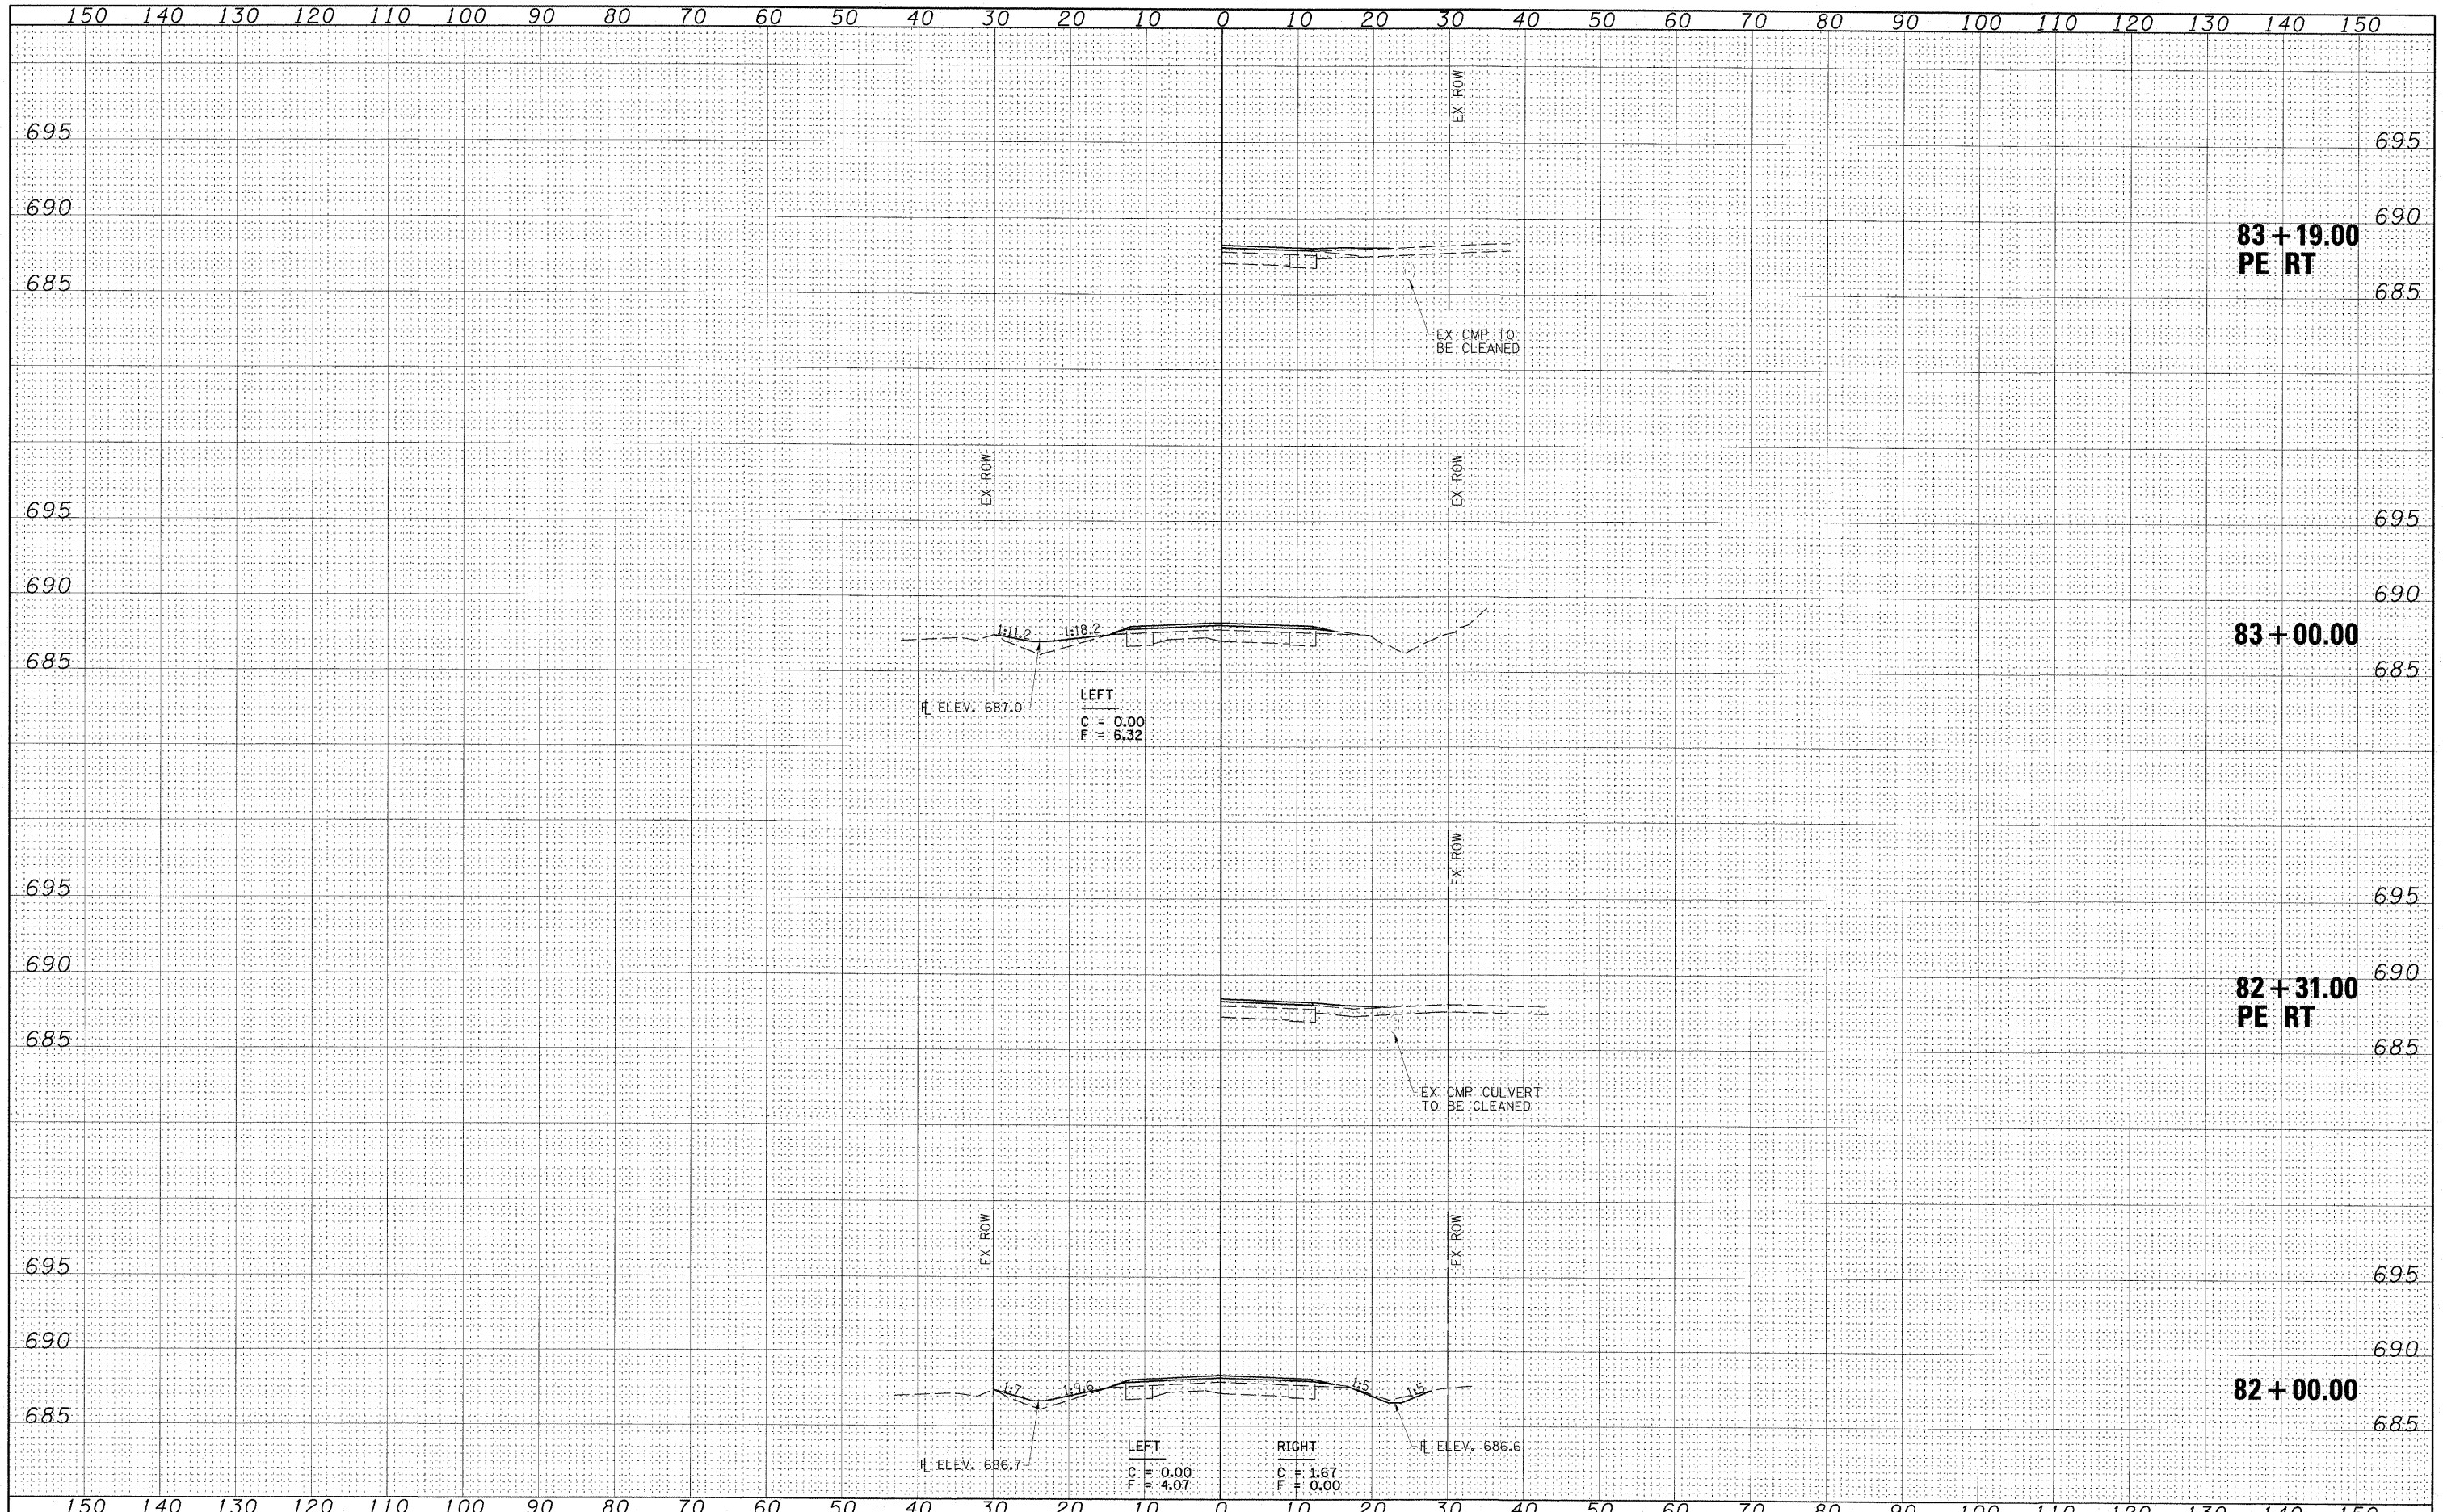 150 140 130 120 110 100 90 80 70 60 50 40 30 20 10 0 10 20 30 40 50 60 70 80 90 100 110 120 130 140 150
EX ROW
695 695
690 690
83 + 19.00
PE RT
685 685
EX CMP TO
BE CLEANED
EX ROW EX ROW
695 695
690 690
1:11.2 1:18.2
83 + 00.00
685 685
LEFT
FL ELEV. 687.0
C = 0.00
F = 6.32
EX ROW
695 695
690 690
82 + 31.00
PE RT
685 685
EX CMP CULVERT
TO BE CLEANED
EX ROW EX ROW
695 695
690 690
1:7 1:9.6 1:5 1:5
82 + 00.00
685 685
LEFT RIGHT
FL ELEV. 686.6
FL ELEV. 686.7
C = 0.00 C = 1.67
F = 4.07 F = 0.00
150 140 130 120 110 100 90 80 70 60 50 40 30 20 10 0 10 20 30 40 50 60 70 80 90 100 110 120 130 140 150